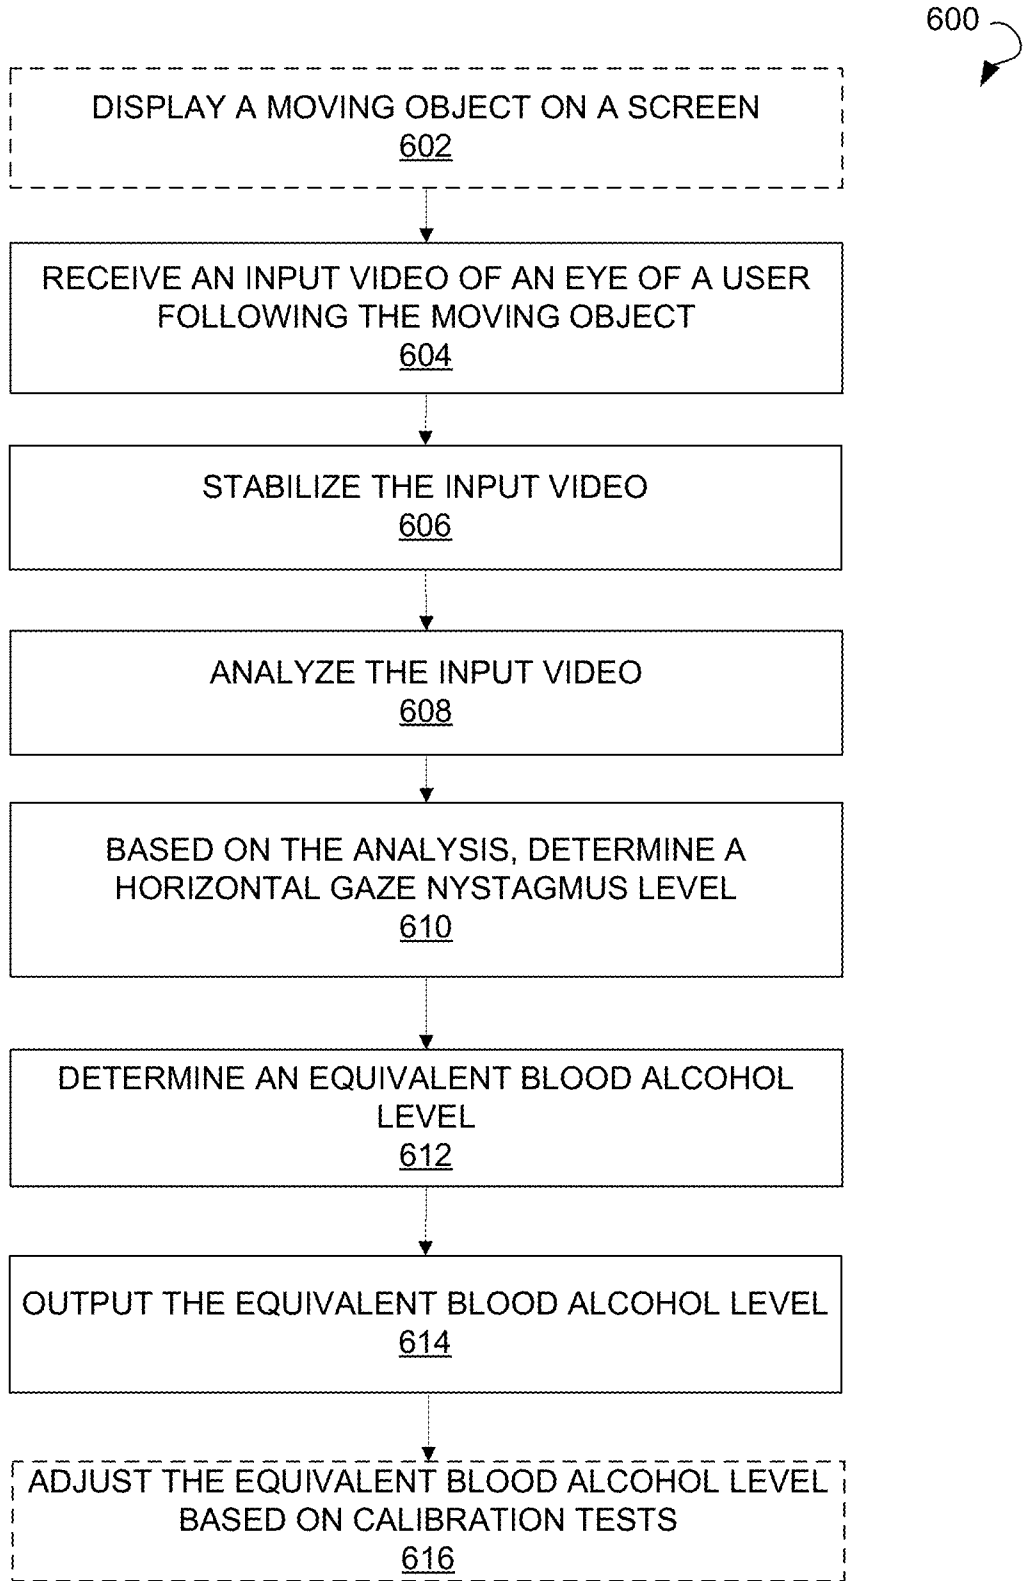 600
DISPLAY A MOVING OBJECT ON A SCREEN
602
RECEIVE AN INPUT VIDEO OF AN EYE OF A USER
FOLLOWING THE MOVING OBJECT
604
STABILIZE THE INPUT VIDEO
606
ANALYZE THE INPUT VIDEO
608
BASED ON THE ANALYSIS, DETERMINE A
HORIZONTAL GAZE NYSTAGMUS LEVEL
610
DETERMINE AN EQUIVALENT BLOOD ALCOHOL
LEVEL
612
OUTPUT THE EQUIVALENT BLOOD ALCOHOL LEVEL
614
ADJUST THE EQUIVALENT BLOOD ALCOHOL LEVEL
BASED ON CALIBRATION TESTS
616